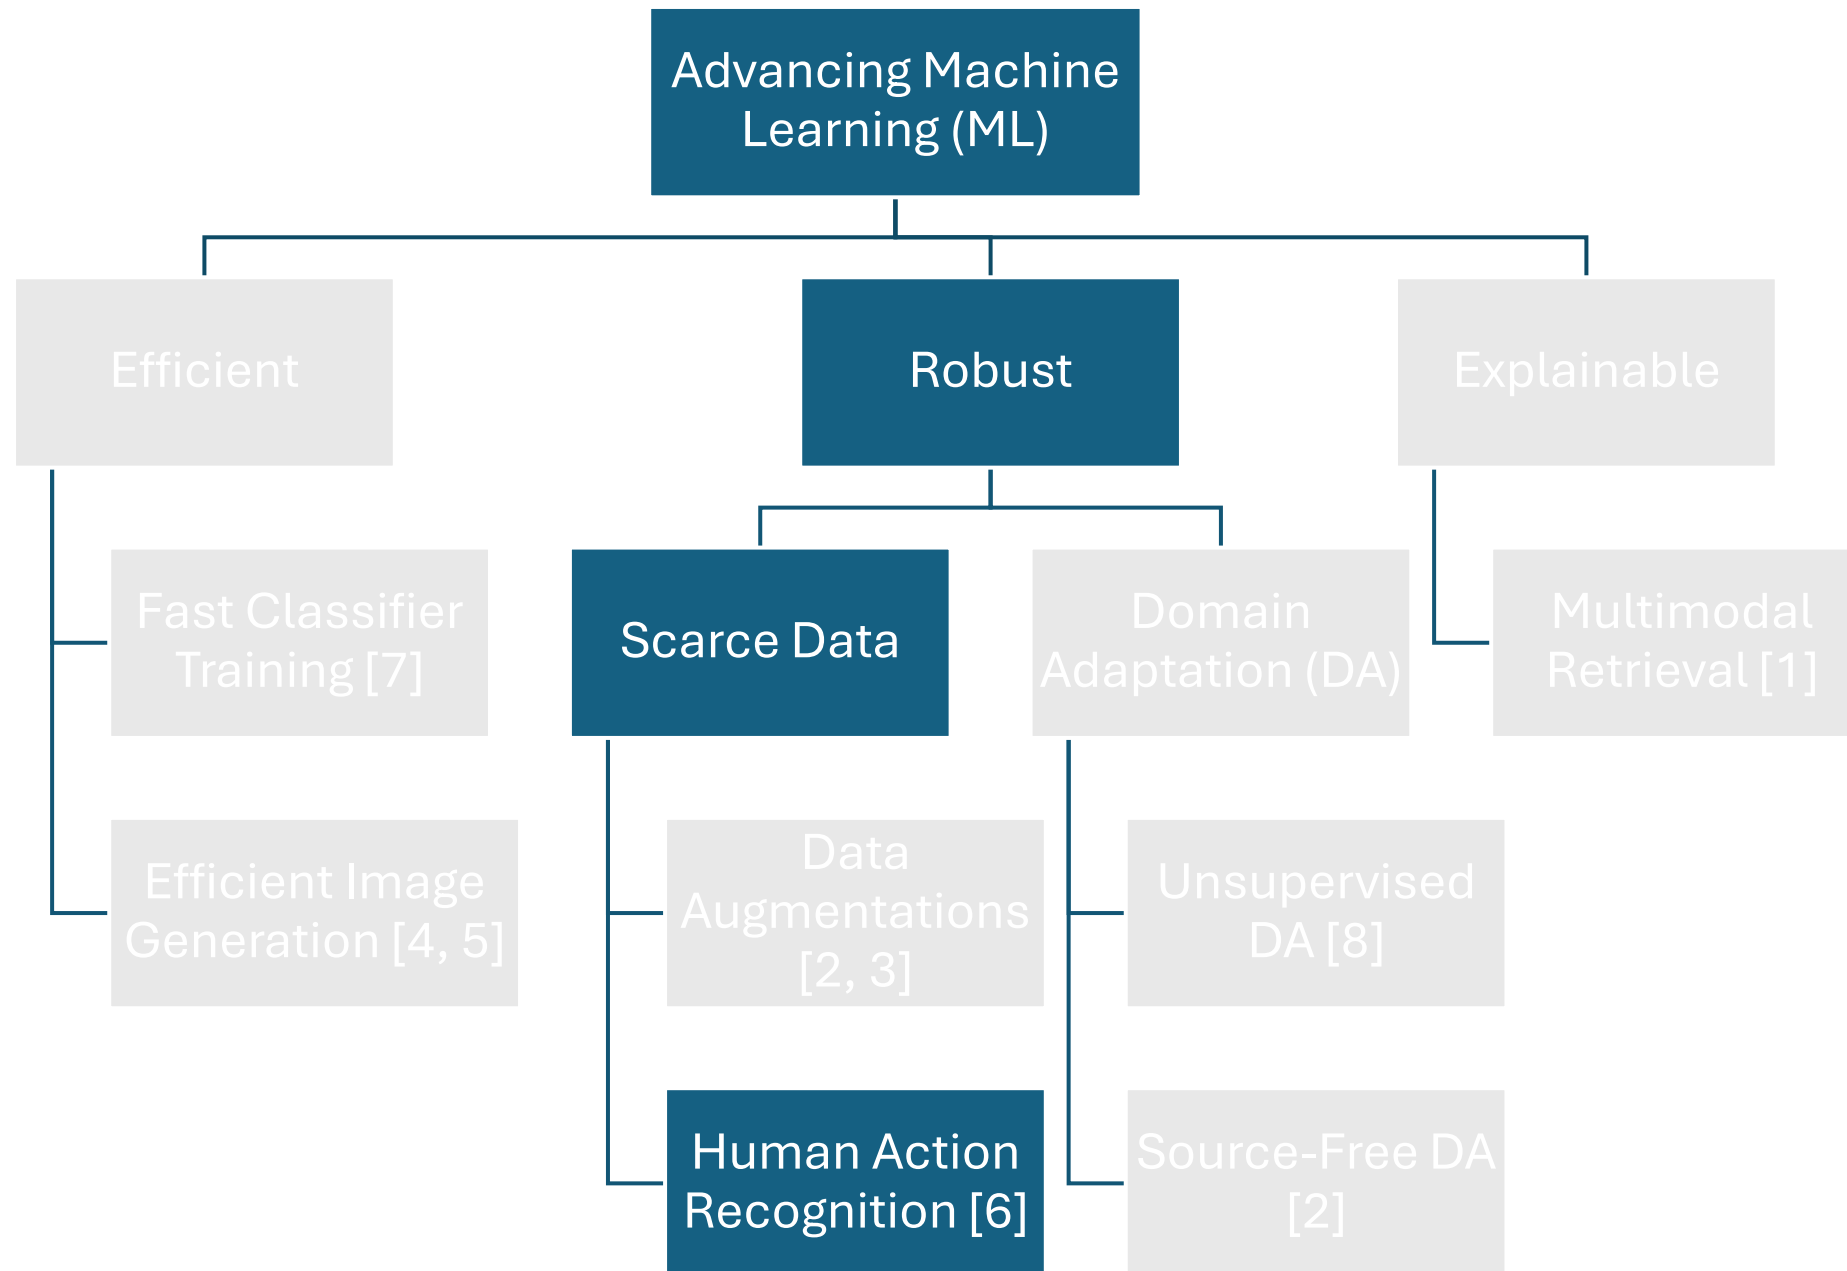 Advancing Machine
Learning (ML)
Efficient
Robust
Explainable
Fast Classifier
Training [7]
Scarce Data
Domain
Adaptation (DA)
Multimodal
Retrieval [1]
Efficient Image
Generation [4, 5]
Data
Augmentations
[2, 3]
Unsupervised
DA [8]
Human Action
Recognition [6]
Source-Free DA
[2]